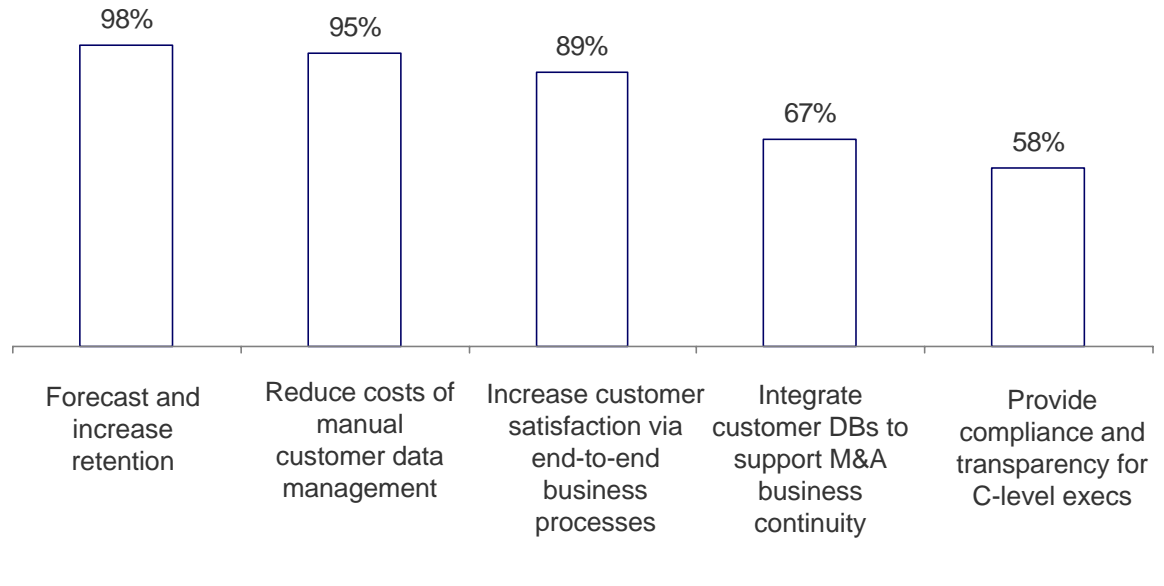 98%
95%
89%
67%
58%
Forecast and
increase
retention
Reduce costs of
manual
customer data
management
Increase customer
satisfaction via
end-to-end
business
processes
Integrate
customer DBs to
support M&A
business
continuity
Provide
compliance and
transparency for
C-level execs